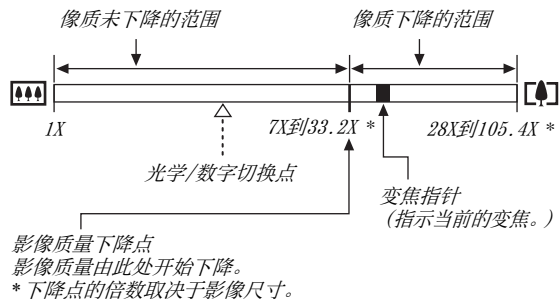 像质未下降的范围
像质下降的范围
1X
7X到33.2X *
28X到105.4X *
光学/数字切换点
变焦指针
(指示当前的变焦。)
影像质量下降点
影像质量由此处开始下降。
* 下降点的倍数取决于影像尺寸。